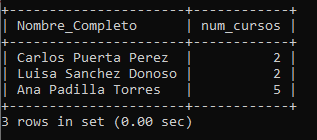 +------------------------+------------+
| Nombre_Completo        | num_cursos |
+------------------------+------------+
| Carlos Puerta Perez    |          2 |
| Luisa Sanchez Donoso   |          2 |
| Ana Padilla Torres     |          5 |
+------------------------+------------+
3 rows in set (0.00 sec)